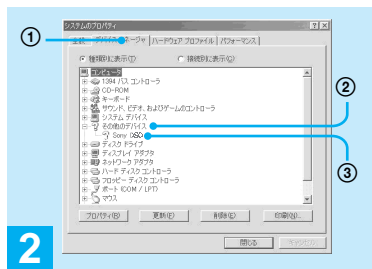 システムのプロパティ
①
全般 デバイス マネージャ ハードウェア プロファイル パフォーマンス
種類別に表示(T) 接続別に表示(C)
コンピュータ
1394 バス コントローラ
CD-ROM
キーボード
サウンド、ビデオ、およびゲームのコントローラ
②
システム デバイス
その他のデバイス
Sony DSC
③
ディスク ドライブ
ディスプレイ アダプタ
ネットワーク アダプタ
ハード ディスク コントローラ
フロッピー ディスク コントローラ
ポート (COM / LPT)
マウス
プロパティ(R) 更新(F) 削除(E) 印刷(N)...
閉じる キャンセル
2